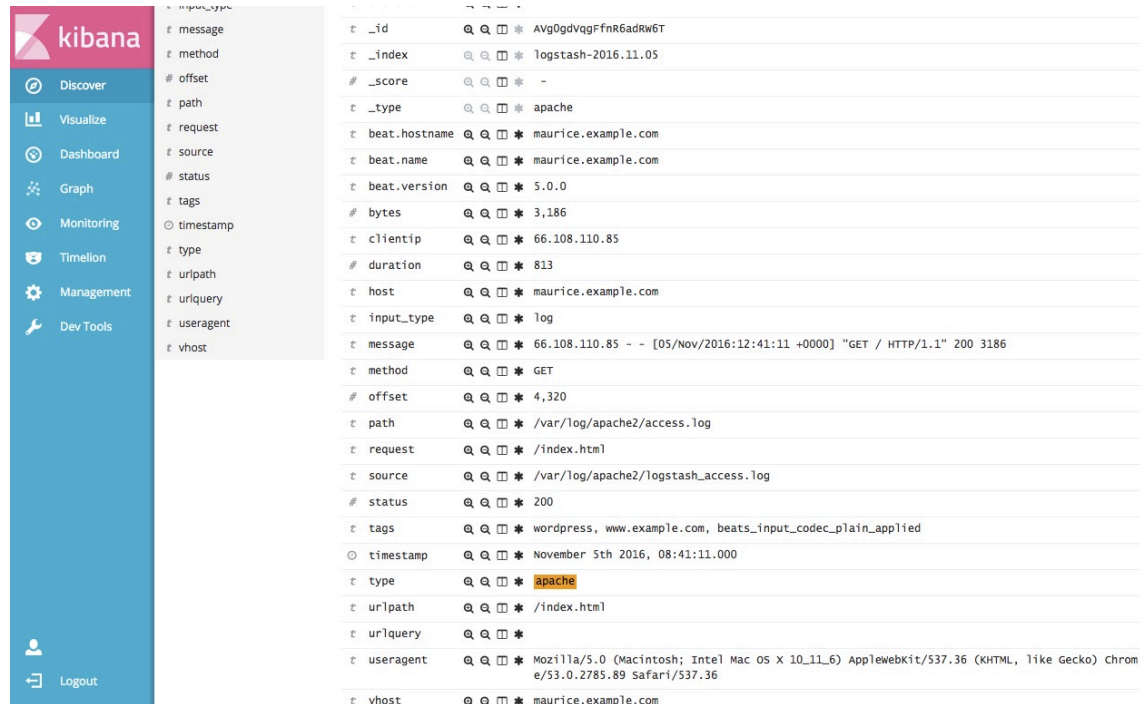 kibana
Discover
Visualize
Dashboard
Graph
Monitoring
Timelion
Management
Dev Tools
Logout
t input_type
t message
t method
# offset
t path
t request
t source
# status
t tags
timestamp
t type
t urlpath
t urlquery
t useragent
t vhost
t _id AVgOgdVqgFfnR6adRW6T
t _index logstash-2016.11.05
# _score -
t _type apache
t beat.hostname maurice.example.com
t beat.name maurice.example.com
t beat.version 5.0.0
# bytes 3,186
t clientip 66.108.110.85
# duration 813
t host maurice.example.com
t input_type log
t message 66.108.110.85 - - [05/Nov/2016:12:41:11 +0000] "GET / HTTP/1.1" 200 3186
t method GET
# offset 4,320
t path /var/log/apache2/access.log
t request /index.html
t source /var/log/apache2/logstash_access.log
# status 200
t tags wordpress, www.example.com, beats_input_codec_plain_applied
timestamp November 5th 2016, 08:41:11.000
t type apache
t urlpath /index.html
t urlquery
t useragent Mozilla/5.0 (Macintosh; Intel Mac OS X 10_11_6) AppleWebKit/537.36 (KHTML, like Gecko) Chrom
e/53.0.2785.89 Safari/537.36
t vhost maurice.example.com